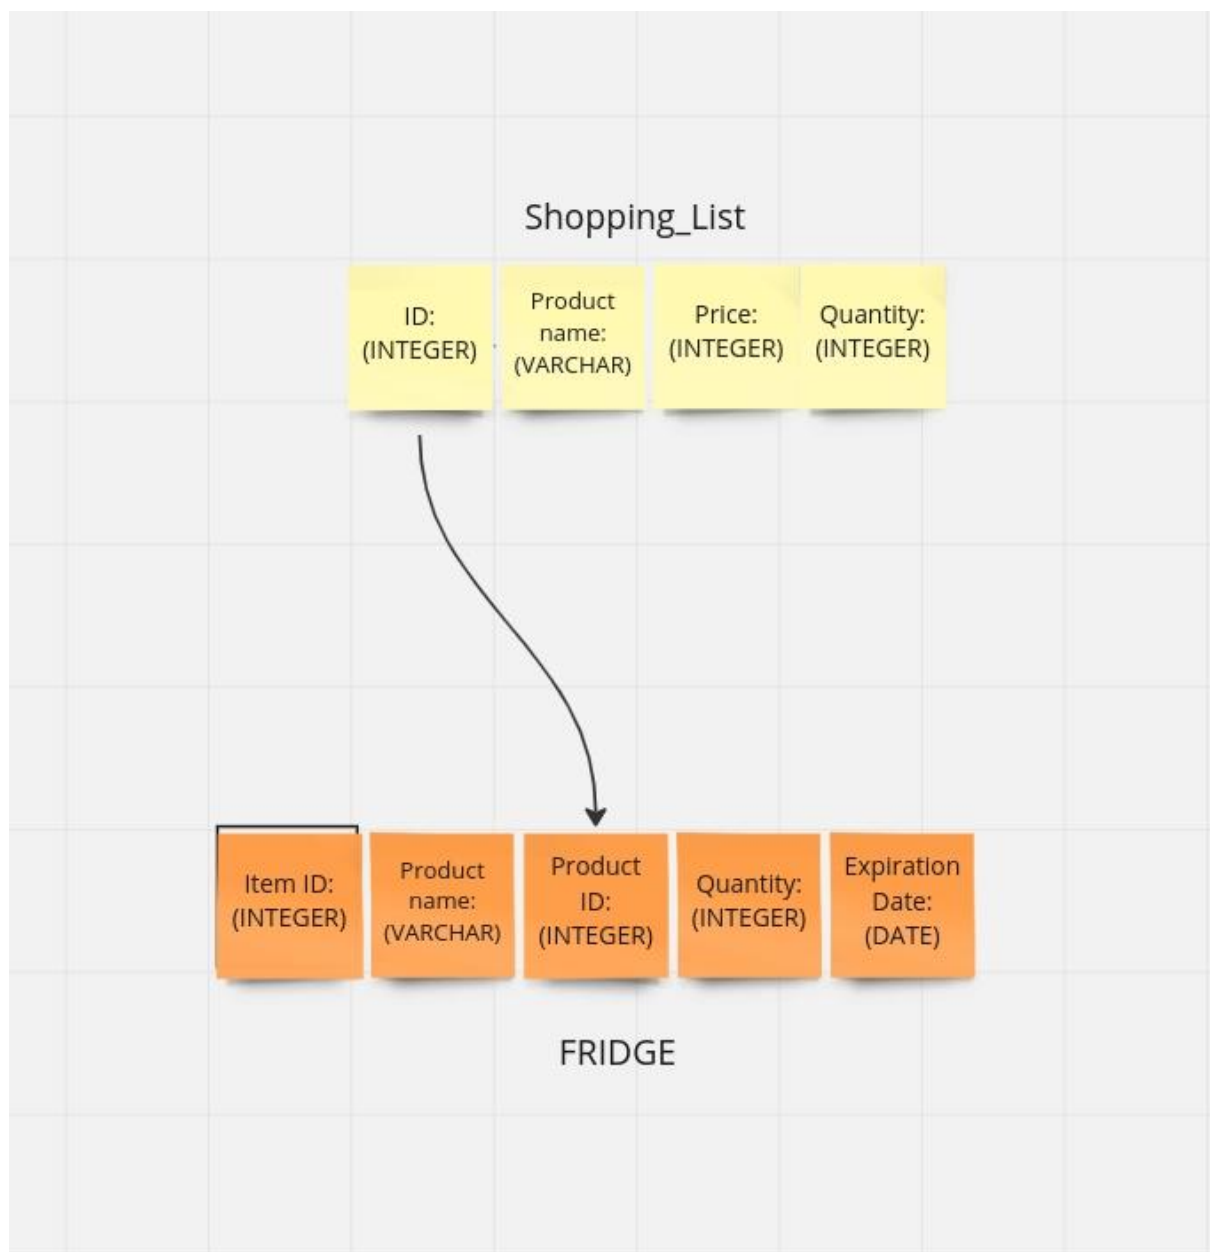 Shopping_List
ID:
(INTEGER)
Product
name:
(VARCHAR)
Price:
(INTEGER)
Quantity:
(INTEGER)
Item ID:
(INTEGER)
Product
name:
(VARCHAR)
Product
ID:
(INTEGER)
Quantity:
(INTEGER)
Expiration
Date:
(DATE)
FRIDGE